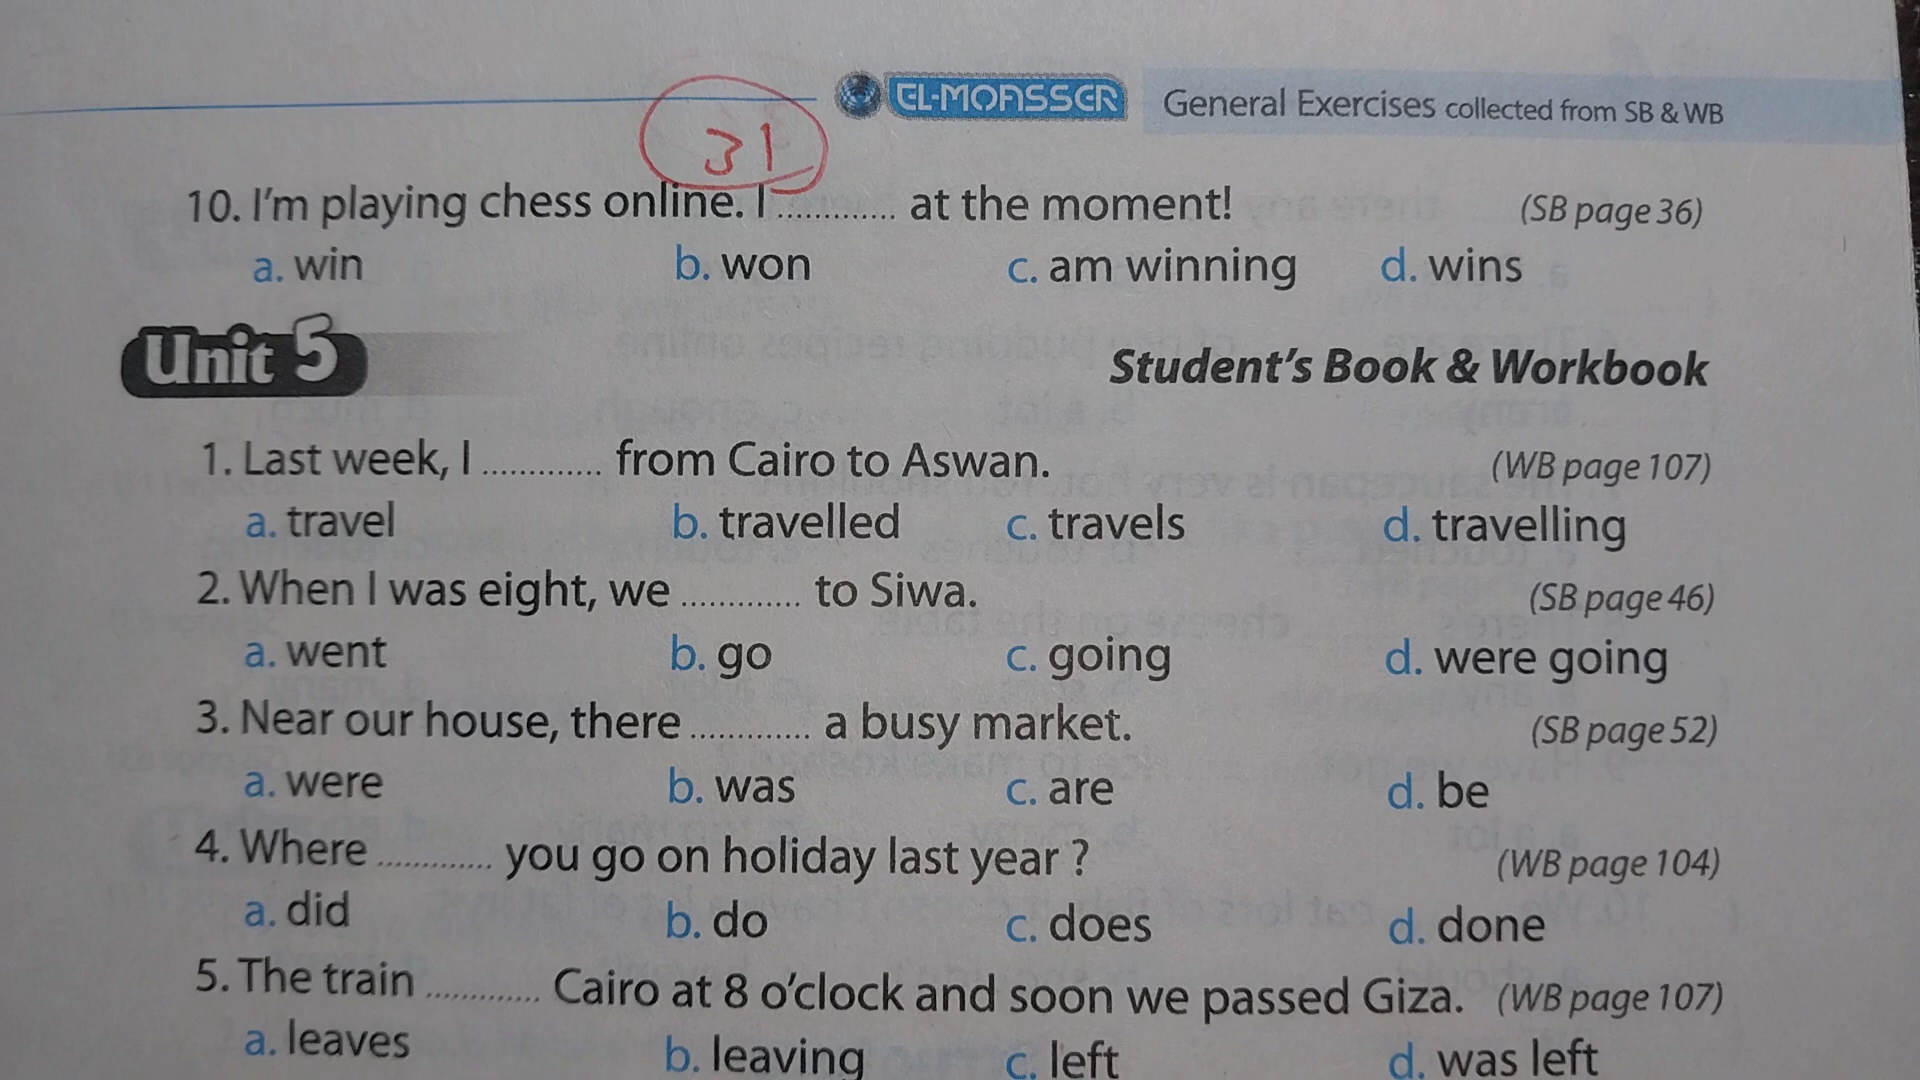 EL-MOASSER General Exercises collected from SB & WB
31
10. I'm playing chess online. I ............ at the moment! (SB page 36)
a. win b. won c. am winning d. wins
Unit 5 Student's Book & Workbook
1. Last week, I ............ from Cairo to Aswan. (WB page 107)
a. travel b. travelled c. travels d. travelling
2. When I was eight, we ............ to Siwa. (SB page 46)
a. went b. go c. going d. were going
3. Near our house, there ............ a busy market. (SB page 52)
a. were b. was c. are d. be
4. Where ............ you go on holiday last year ? (WB page 104)
a. did b. do c. does d. done
5. The train ............ Cairo at 8 o'clock and soon we passed Giza. (WB page 107)
a. leaves b. leaving c. left d. was left